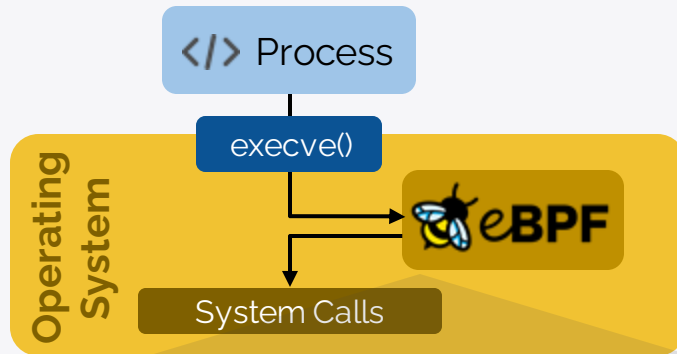 </> Process
execve()
eBPF
Operating
System
System Calls